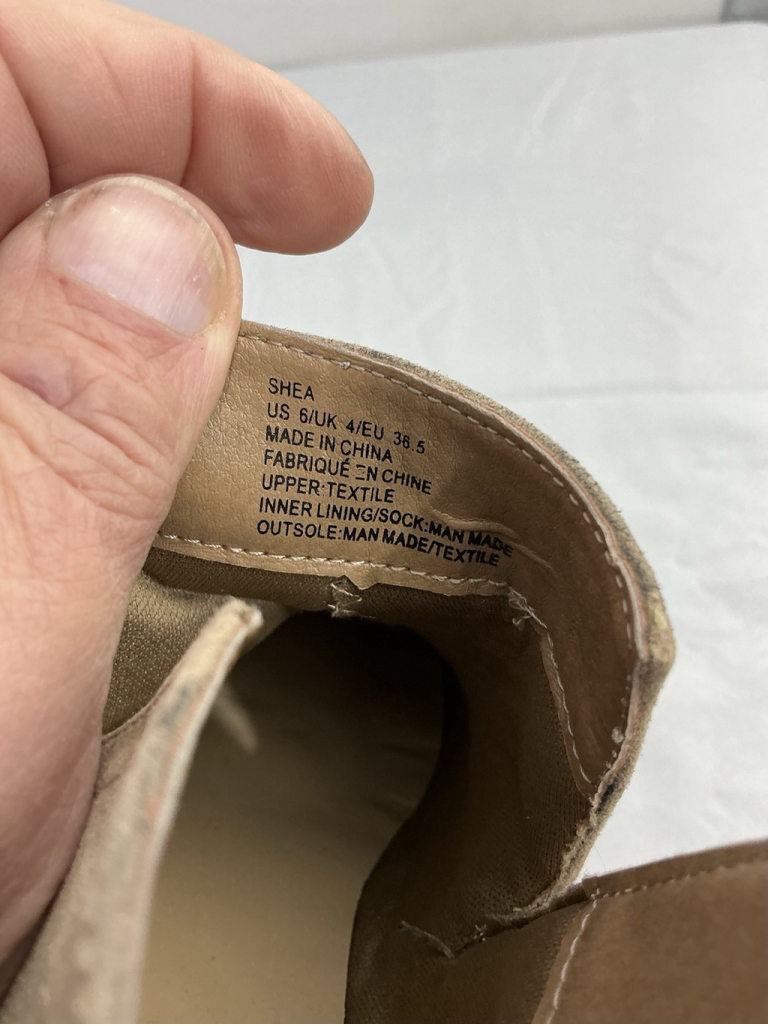 SHEA
US 6/UK 4/EU 36.5
MADE IN CHINA
FABRIQUÉ EN CHINE
UPPER:TEXTILE
INNER LINING/SOCK:MAN MADE
OUTSOLE:MAN MADE/TEXTILE